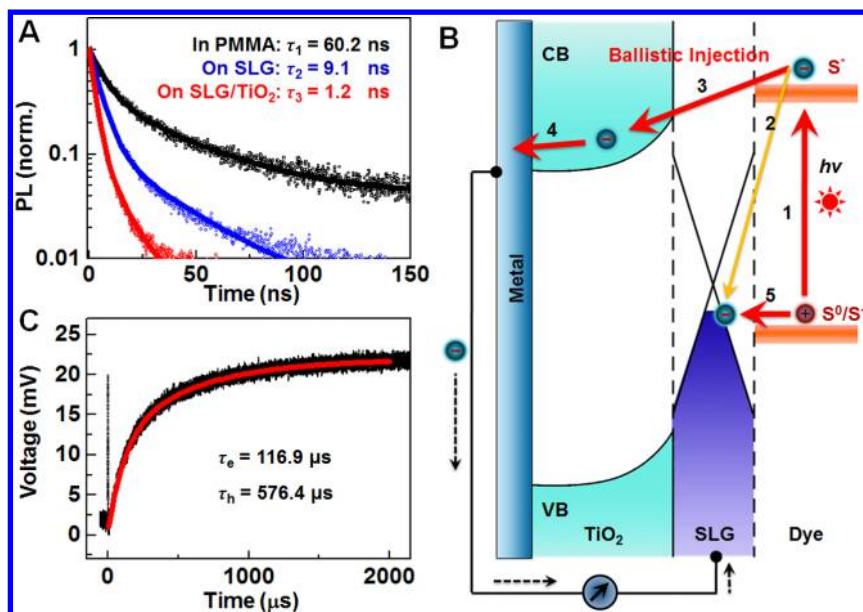 A
In PMMA: τ1 = 60.2 ns
On SLG: τ2 = 9.1 ns
On SLG/TiO2: τ3 = 1.2 ns
PL (norm.)
1
0.1
0.01
0 50 100 150
Time (ns)
B
CB
Ballistic Injection
S*
3
4
2
hν
1
5
S0/S+
Metal
VB
TiO2
SLG
Dye
C
Voltage (mV)
25
20
15
10
5
0
τe = 116.9 μs
τh = 576.4 μs
0 1000 2000
Time (μs)